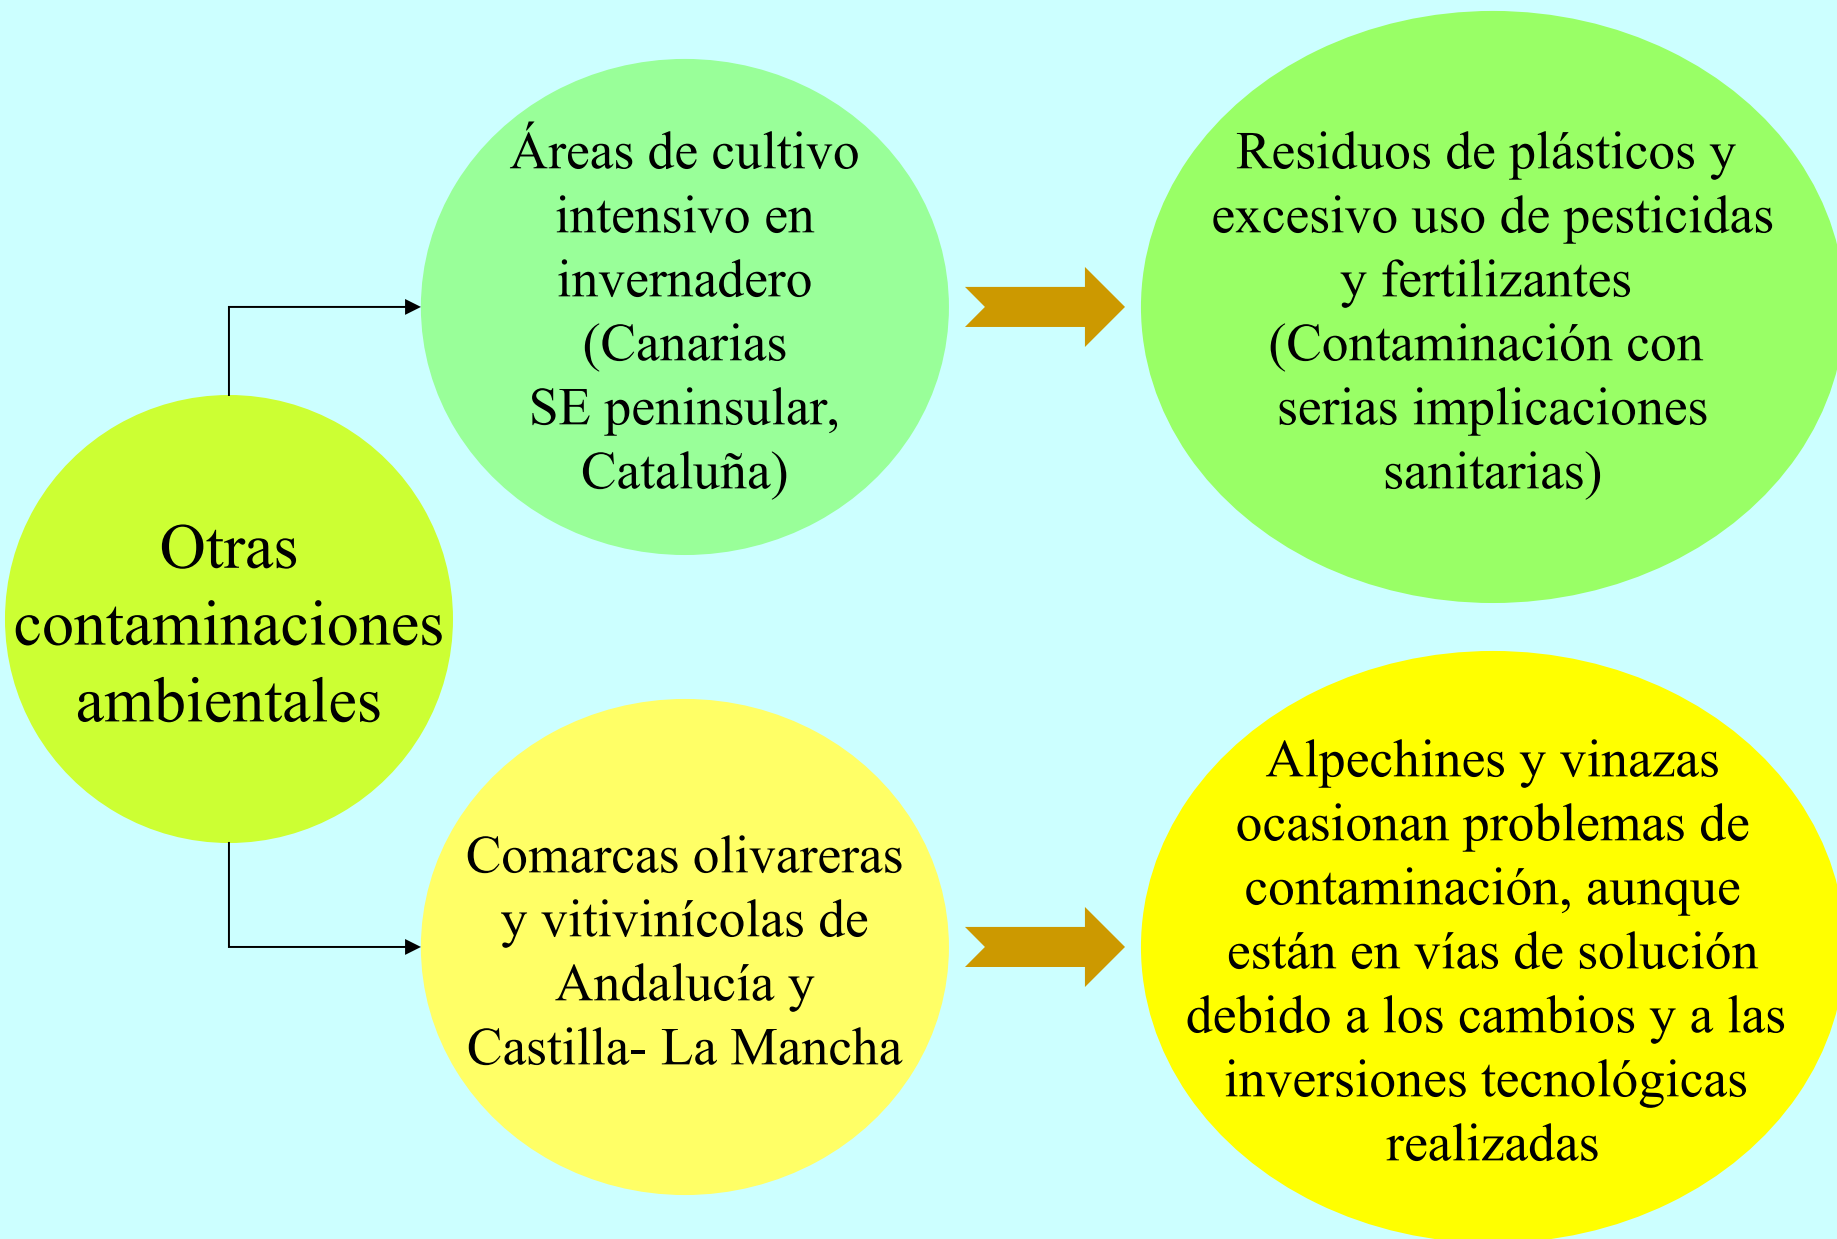 Otras
contaminaciones
ambientales
Áreas de cultivo
intensivo en
invernadero
(Canarias
SE peninsular,
Cataluña)
Residuos de plásticos y
excesivo uso de pesticidas
y fertilizantes
(Contaminación con
serias implicaciones
sanitarias)
Comarcas olivareras
y vitivinícolas de
Andalucía y
Castilla- La Mancha
Alpechines y vinazas
ocasionan problemas de
contaminación, aunque
están en vías de solución
debido a los cambios y a las
inversiones tecnológicas
realizadas